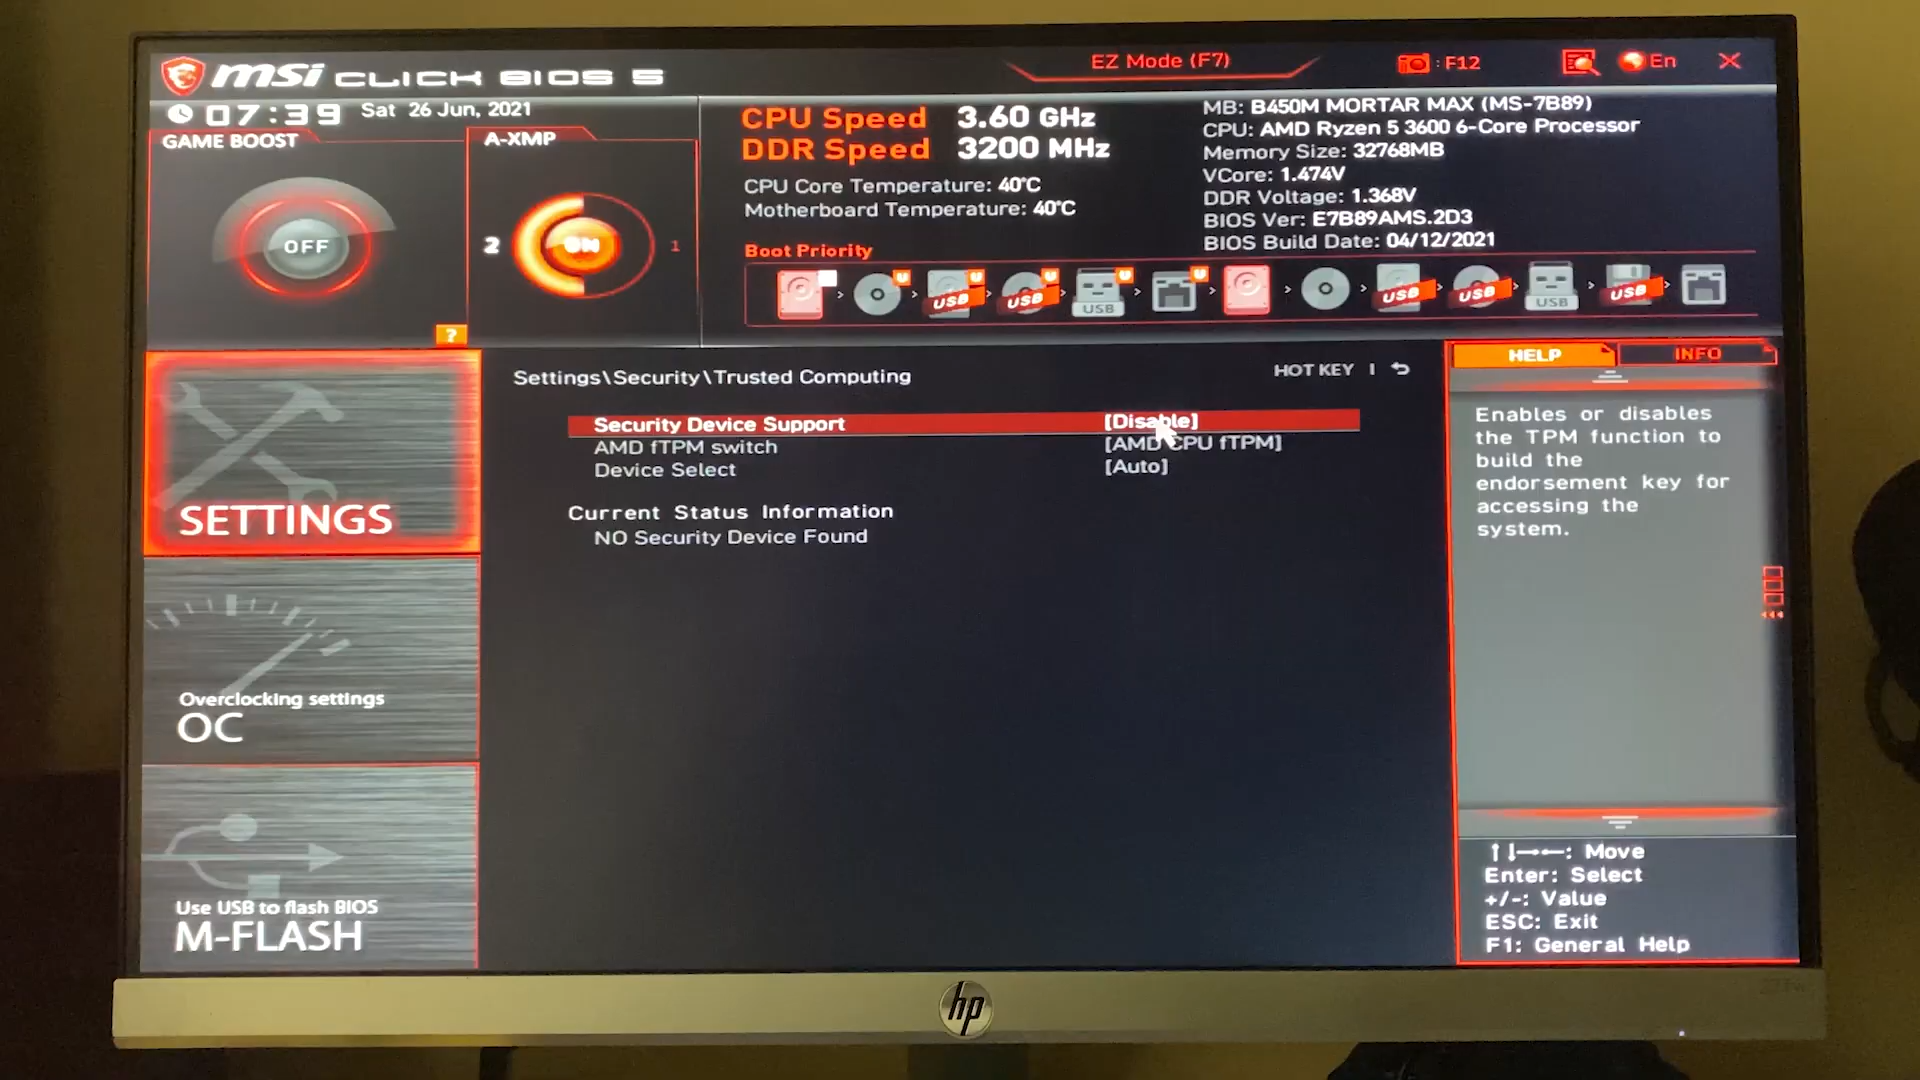 msi CLICK BIOS 5
EZ Mode (F7)
: F12
En
07:39 Sat 26 Jun, 2021
GAME BOOST
OFF
A-XMP
2
ON
1
?
CPU Speed 3.60 GHz
DDR Speed 3200 MHz
CPU Core Temperature: 40°C
Motherboard Temperature: 40°C
MB: B450M MORTAR MAX (MS-7B89)
CPU: AMD Ryzen 5 3600 6-Core Processor
Memory Size: 32768MB
VCore: 1.474V
DDR Voltage: 1.368V
BIOS Ver: E7B89AMS.2D3
BIOS Build Date: 04/12/2021
Boot Priority
U U U U U
USB USB USB USB USB USB USB
SETTINGS
Overclocking settings
OC
Use USB to flash BIOS
M-FLASH
Settings\Security\Trusted Computing
HOT KEY |
Security Device Support [Disable]
AMD fTPM switch [AMD CPU fTPM]
Device Select [Auto]
Current Status Information
NO Security Device Found
HELP
INFO
Enables or disables
the TPM function to
build the
endorsement key for
accessing the
system.
↑↓→←: Move
Enter: Select
+/-: Value
ESC: Exit
F1: General Help
hp